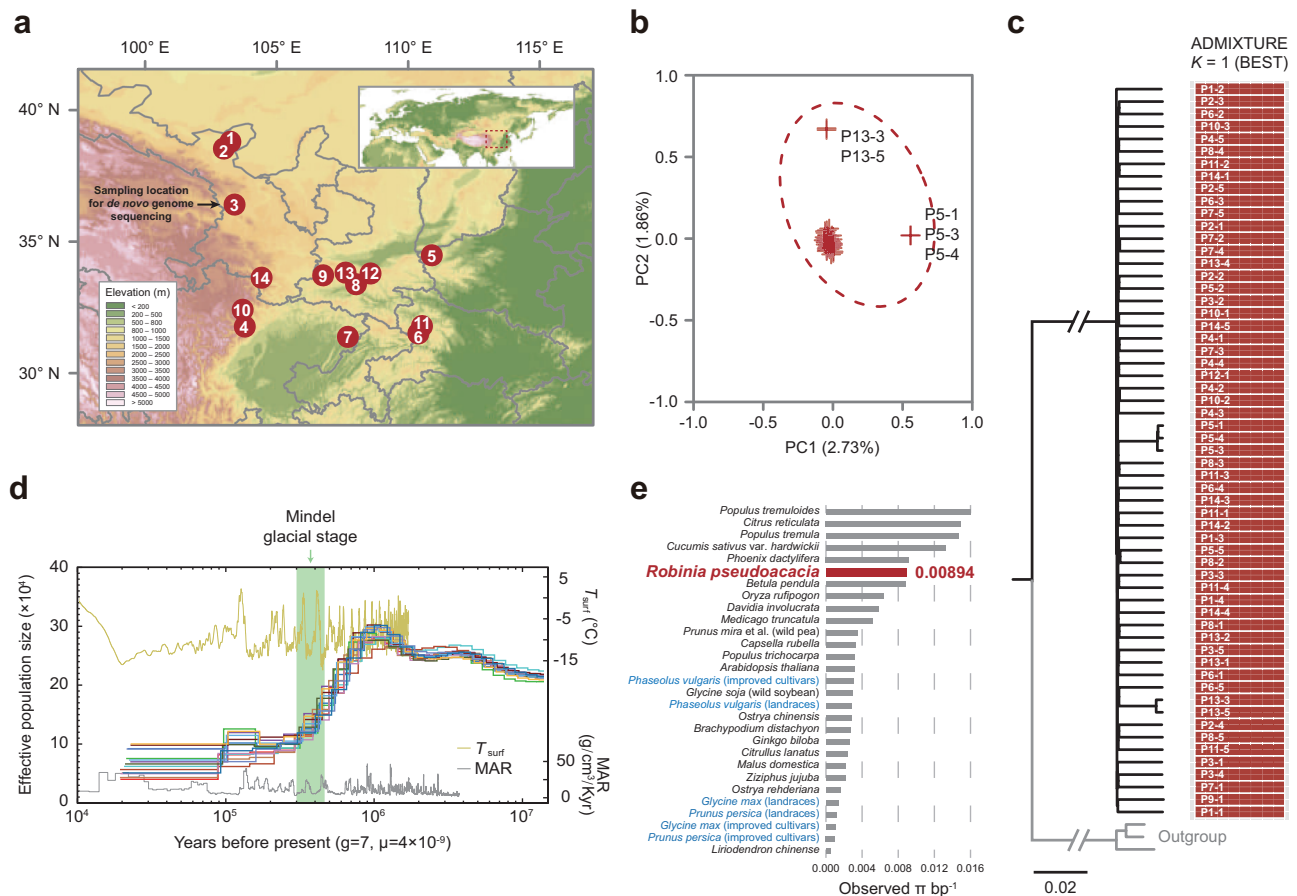 a
100° E
105° E
110° E
115° E
40° N
35° N
30° N
1
2
Sampling location
for de novo genome
sequencing
3
5
14
9
13
12
8
10
4
11
6
7
Elevation (m)
< 200
200 – 500
500 – 800
800 – 1000
1000 – 1500
1500 – 2000
2000 – 2500
2500 – 3000
3000 – 3500
3500 – 4000
4000 – 4500
4500 – 5000
> 5000
b
1.0
0.5
0.0
-0.5
-1.0
PC2 (1.86%)
P13-3
P13-5
P5-1
P5-3
P5-4
-1.0
-0.5
0.0
0.5
1.0
PC1 (2.73%)
c
ADMIXTURE
K = 1 (BEST)
P1-2
P2-3
P6-2
P10-3
P4-5
P8-4
P11-2
P14-1
P2-5
P6-3
P7-5
P2-1
P7-2
P7-4
P13-4
P2-2
P5-2
P3-2
P10-1
P14-5
P4-1
P7-3
P4-4
P12-1
P4-2
P10-2
P4-3
P5-1
P5-4
P5-3
P8-3
P11-3
P6-4
P14-3
P11-1
P14-2
P1-3
P5-5
P8-2
P3-3
P11-4
P1-4
P14-4
P8-1
P13-2
P3-5
P13-1
P6-1
P6-5
P13-3
P13-5
P2-4
P8-5
P11-5
P3-1
P3-4
P7-1
P9-1
P1-1
Outgroup
0.02
d
Mindel
glacial stage
40
30
20
10
0
Effective population size (×10⁴)
5
-5
-15
Tsurf (°C)
50
0
MAR
(g/cm³/Kyr)
Tsurf
MAR
10⁴
10⁵
10⁶
10⁷
Years before present (g=7, μ=4×10⁻⁹)
e
Populus tremuloides
Citrus reticulata
Populus tremula
Cucumis sativus var. hardwickii
Phoenix dactylifera
Robinia pseudoacacia 0.00894
Betula pendula
Oryza rufipogon
Davidia involucrata
Medicago truncatula
Prunus mira et al. (wild pea)
Capsella rubella
Populus trichocarpa
Arabidopsis thaliana
Phaseolus vulgaris (improved cultivars)
Glycine soja (wild soybean)
Phaseolus vulgaris (landraces)
Ostrya chinensis
Brachypodium distachyon
Ginkgo biloba
Citrullus lanatus
Malus domestica
Ziziphus jujuba
Ostrya rehderiana
Glycine max (landraces)
Prunus persica (landraces)
Glycine max (improved cultivars)
Prunus persica (improved cultivars)
Liriodendron chinense
0.000
0.004
0.008
0.012
0.016
Observed π bp⁻¹